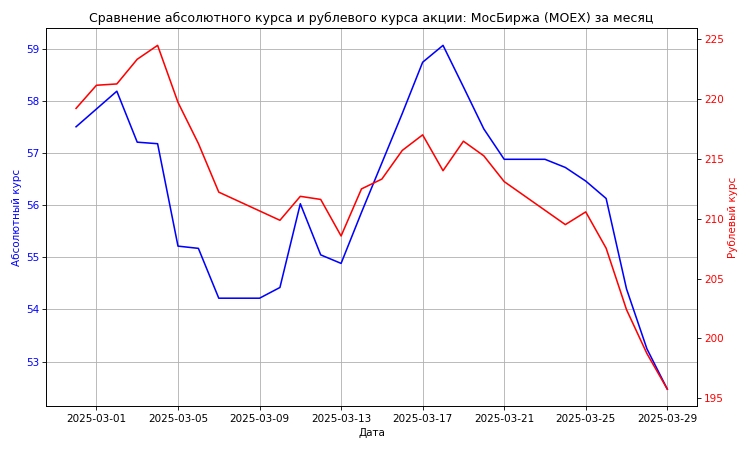 Сравнение абсолютного курса и рублевого курса акции: МосБиржа (MOEX) за месяц
59
58
57
56
55
54
53
Абсолютный курс
225
220
215
210
205
200
195
Рублевый курс
2025-03-01 2025-03-05 2025-03-09 2025-03-13 2025-03-17 2025-03-21 2025-03-25 2025-03-29
Дата